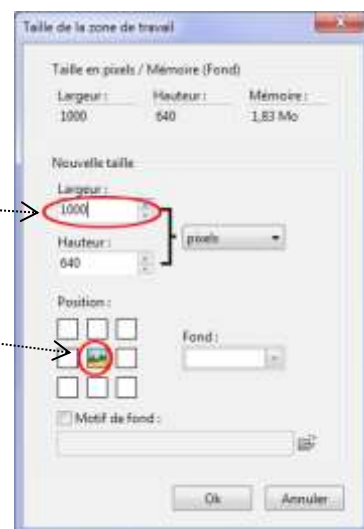 Taille de la zone de travail
Taille en pixels / Mémoire (Fond)
Largeur : Hauteur : Mémoire :
1000 640 1,83 Mo
Nouvelle taille
Largeur :
1000
pixels
Hauteur :
640
Position :
Fond :
Motif de fond :
Ok Annuler